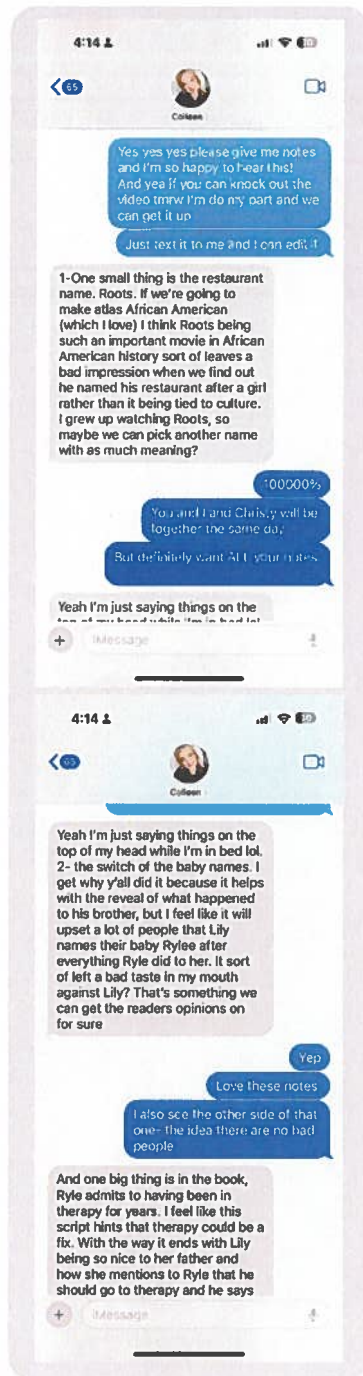 4:14
65
Colleen
Yes yes yes please give me notes
and I'm so happy to hear this!
And yea if you can knock out the
video tmrw I'm do my part and we
can get it up
Just text it to me and I can edit it
1-One small thing is the restaurant
name. Roots. If we're going to
make atlas African American
(which I love) I think Roots being
such an important movie in African
American history sort of leaves a
bad impression when we find out
he named his restaurant after a girl
rather than it being tied to culture.
I grew up watching Roots, so
maybe we can pick another name
with as much meaning?
100000%
You and I and Christy will be
together the same day
But definitely want ALL your notes
Yeah I'm just saying things on the
top of my head while I'm in bed lol
iMessage
4:14
65
Colleen
Yeah I'm just saying things on the
top of my head while I'm in bed lol.
2- the switch of the baby names. I
get why y'all did it because it helps
with the reveal of what happened
to his brother, but I feel like it will
upset a lot of people that Lily
names their baby Rylee after
everything Ryle did to her. It sort
of left a bad taste in my mouth
against Lily? That's something we
can get the readers opinions on
for sure
Yep
Love these notes
I also see the other side of that
one- the idea there are no bad
people
And one big thing is in the book,
Ryle admits to having been in
therapy for years. I feel like this
script hints that therapy could be a
fix. With the way it ends with Lily
being so nice to her father and
how she mentions to Ryle that he
should go to therapy and he says
iMessage